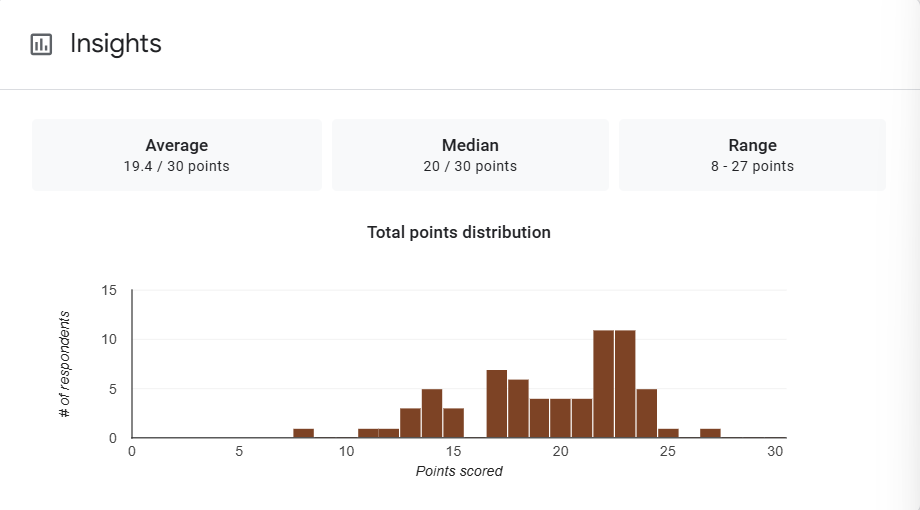 Insights
Average
19.4 / 30 points
Median
20 / 30 points
Range
8 - 27 points
Total points distribution
# of respondents
15
10
5
0
0 5 10 15 20 25 30
Points scored